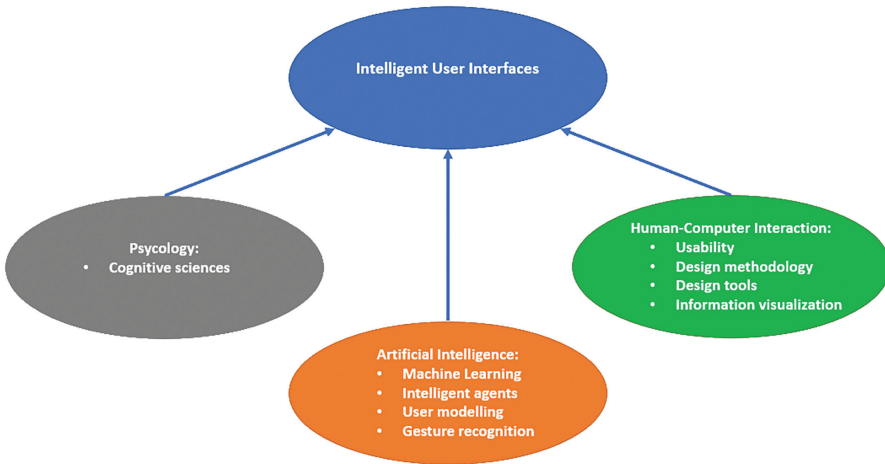 Intelligent User Interfaces
Psycology:
• Cognitive sciences
Human-Computer Interaction:
• Usability
• Design methodology
• Design tools
• Information visualization
Artificial Intelligence:
• Machine Learning
• Intelligent agents
• User modelling
• Gesture recognition